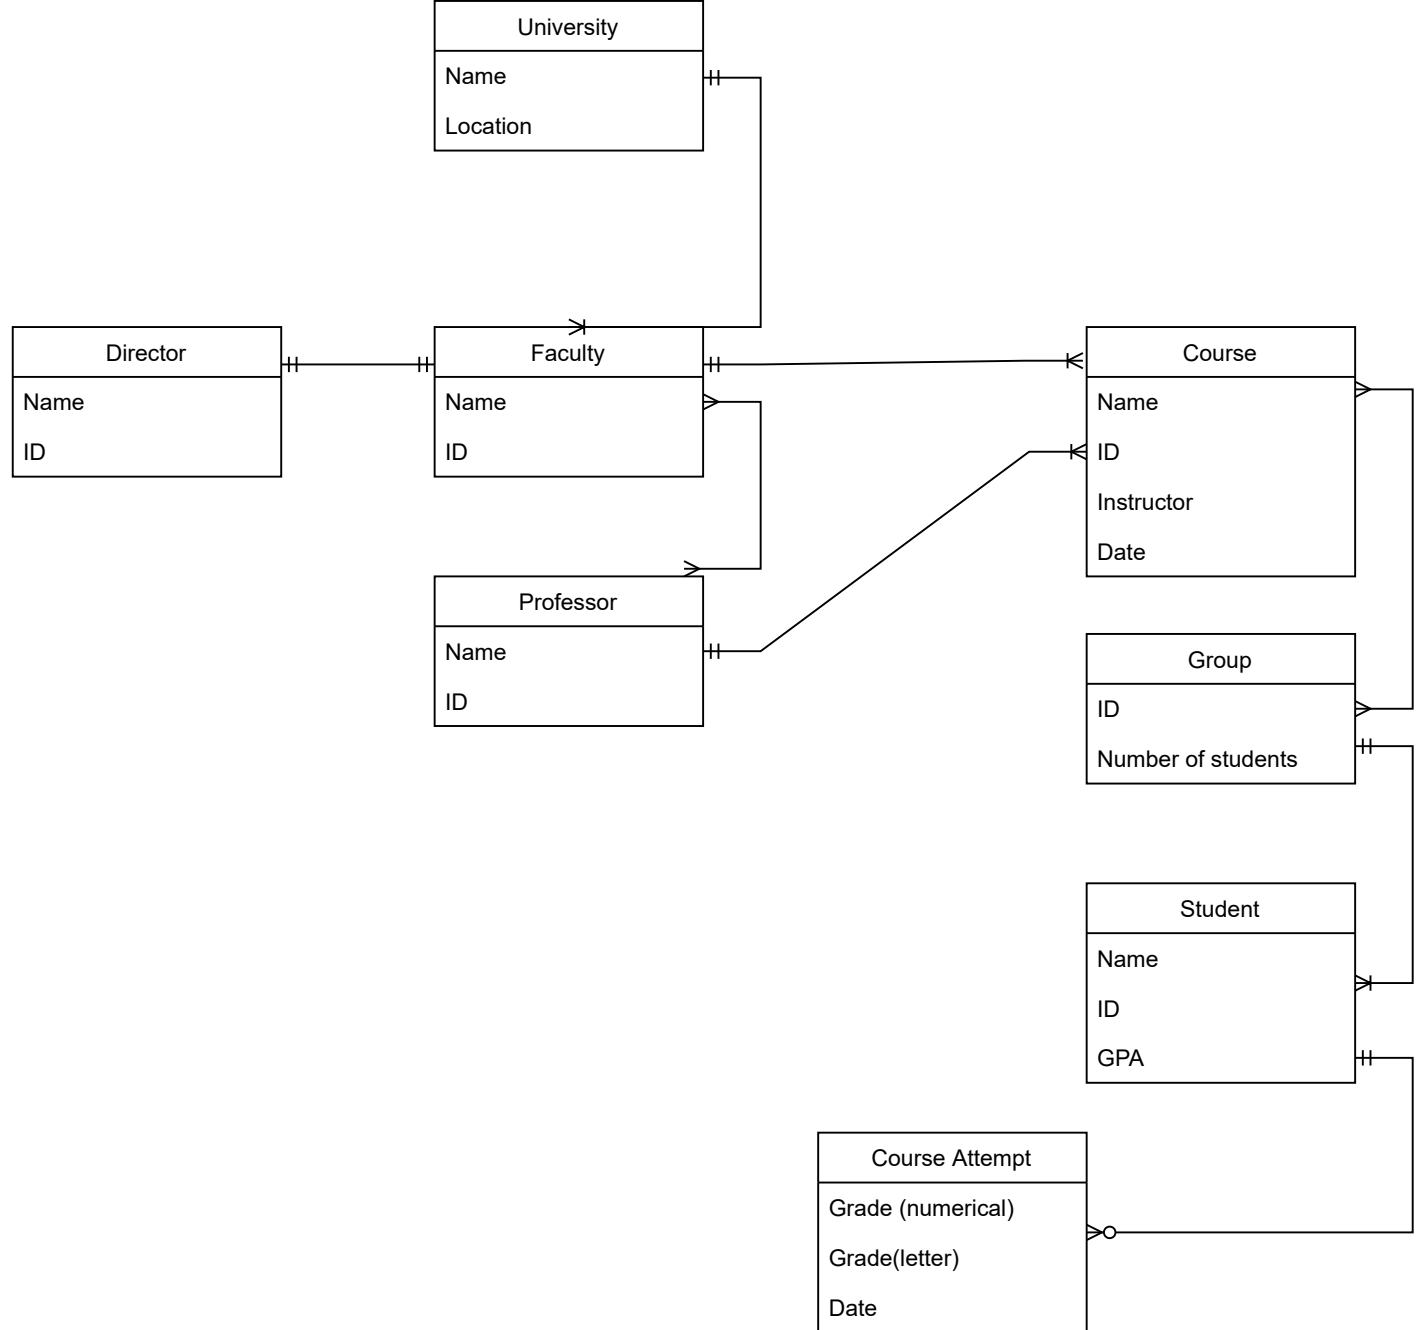 University
Name
Location
Director
Name
ID
Faculty
Name
ID
Course
Name
ID
Instructor
Date
Professor
Name
ID
Group
ID
Number of students
Student
Name
ID
GPA
Course Attempt
Grade (numerical)
Grade(letter)
Date